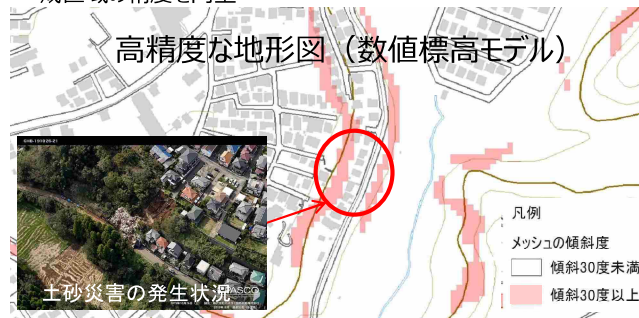 高精度な地形図（数値標高モデル）
土砂災害の発生状況
凡例
メッシュの傾斜度
傾斜30度未満
傾斜30度以上